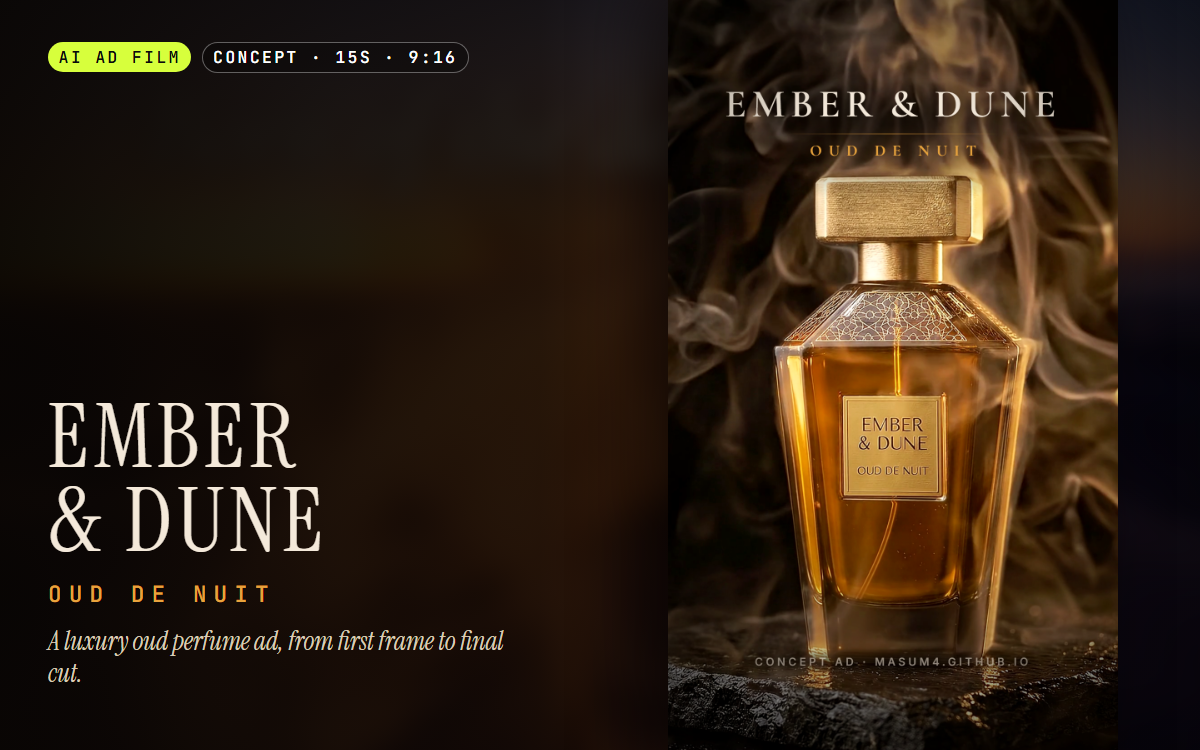 AI AD FILM
CONCEPT · 15S · 9:16
EMBER
& DUNE
OUD DE NUIT
A luxury oud perfume ad, from first frame to final
cut.
EMBER & DUNE
OUD DE NUIT
EMBER
& DUNE
OUD DE NUIT
CONCEPT AD · MASUM4.GITHUB.IO